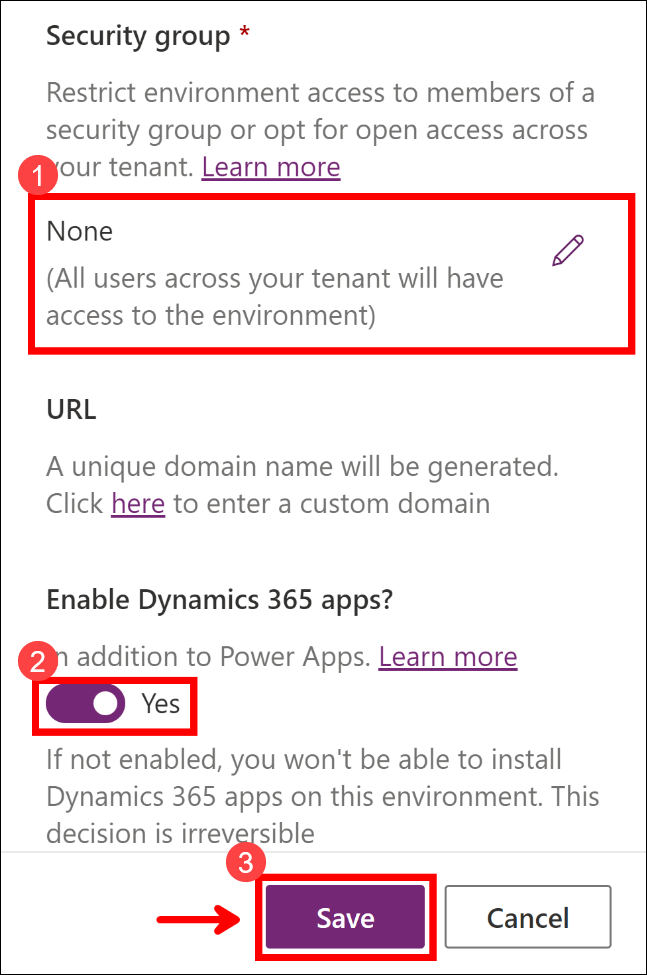 Security group *
Restrict environment access to members of a
security group or opt for open access across
your tenant. Learn more
1
None
(All users across your tenant will have
access to the environment)
URL
A unique domain name will be generated.
Click here to enter a custom domain
Enable Dynamics 365 apps?
2
In addition to Power Apps. Learn more
Yes
If not enabled, you won't be able to install
Dynamics 365 apps on this environment. This
decision is irreversible
3
Save Cancel